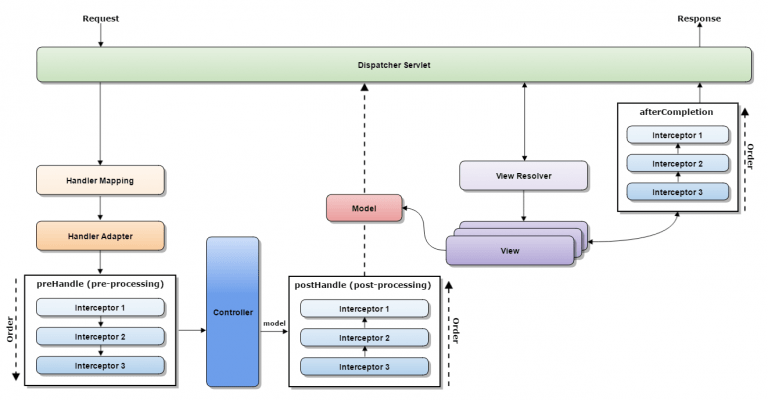 Request
Response
Dispatcher Servlet
afterCompletion
Interceptor 1
Interceptor 2
Interceptor 3
Order
Handler Mapping
View Resolver
Model
Handler Adapter
View
preHandle (pre-processing)
Interceptor 1
Interceptor 2
Interceptor 3
Order
Controller
model
postHandle (post-processing)
Interceptor 1
Interceptor 2
Interceptor 3
Order